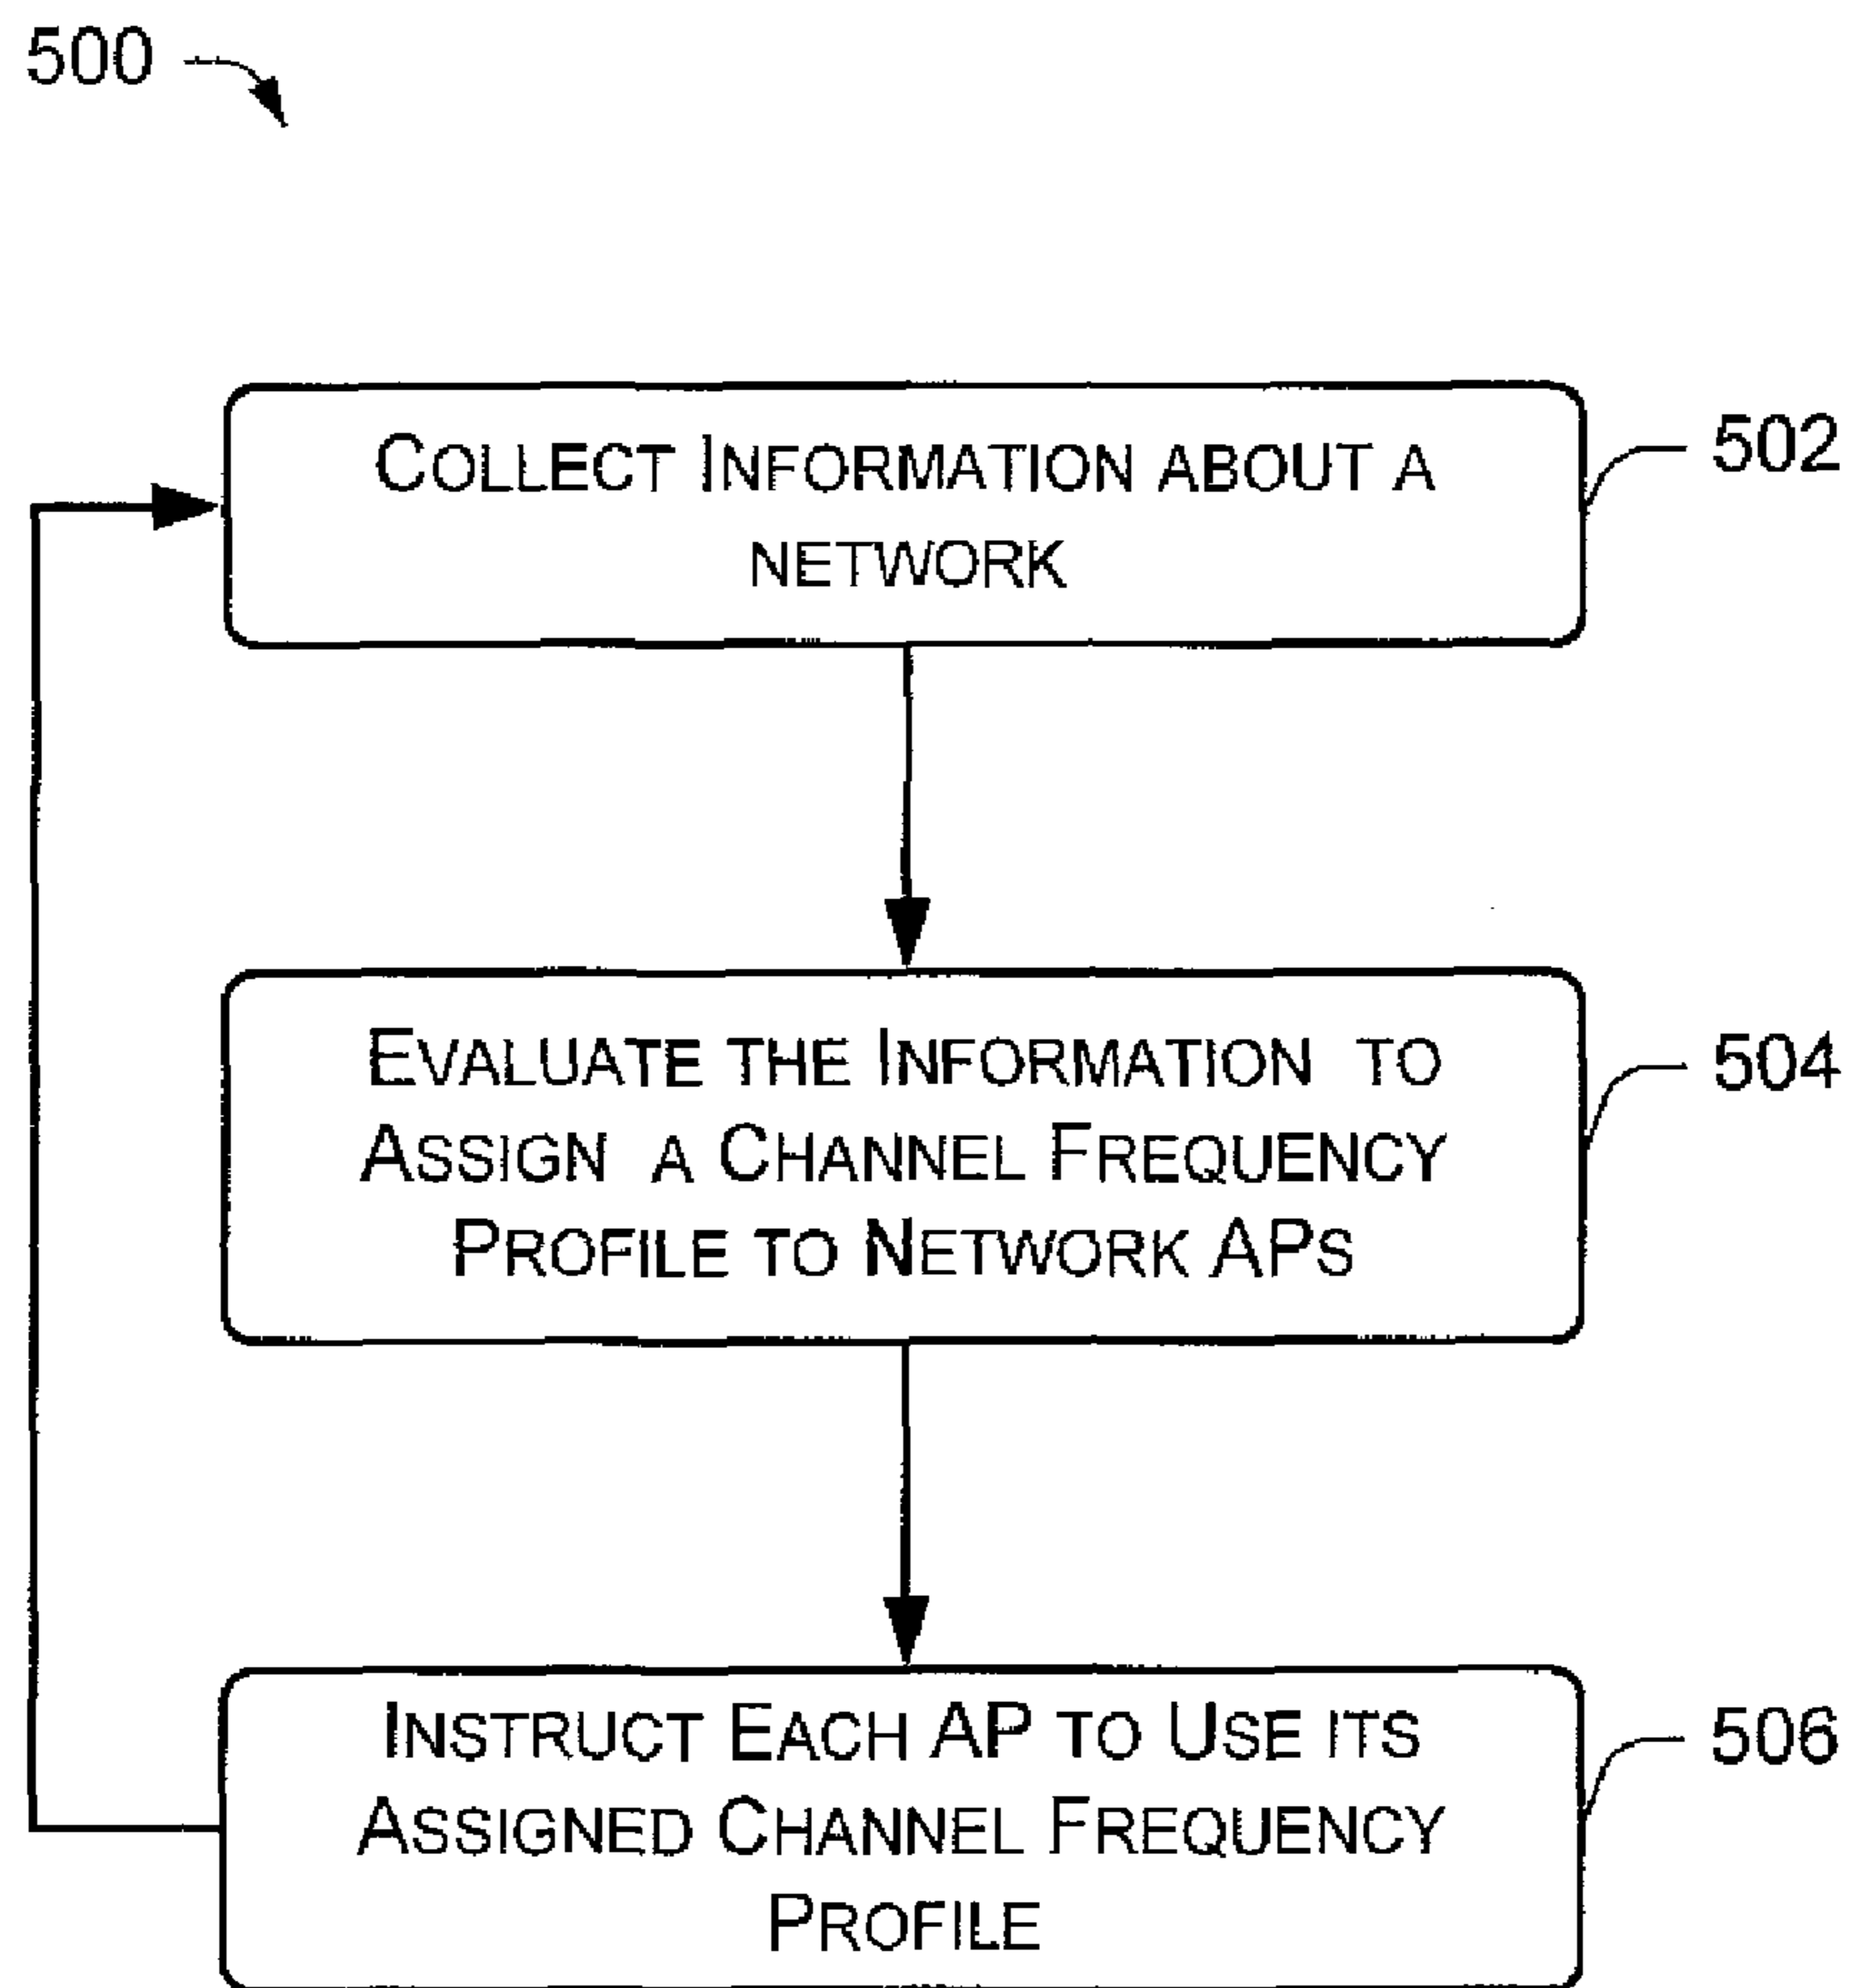 500
COLLECT INFORMATION ABOUT A
NETWORK
502
EVALUATE THE INFORMATION TO
ASSIGN A CHANNEL FREQUENCY
PROFILE TO NETWORK APS
504
INSTRUCT EACH AP TO USE ITS
ASSIGNED CHANNEL FREQUENCY
PROFILE
506